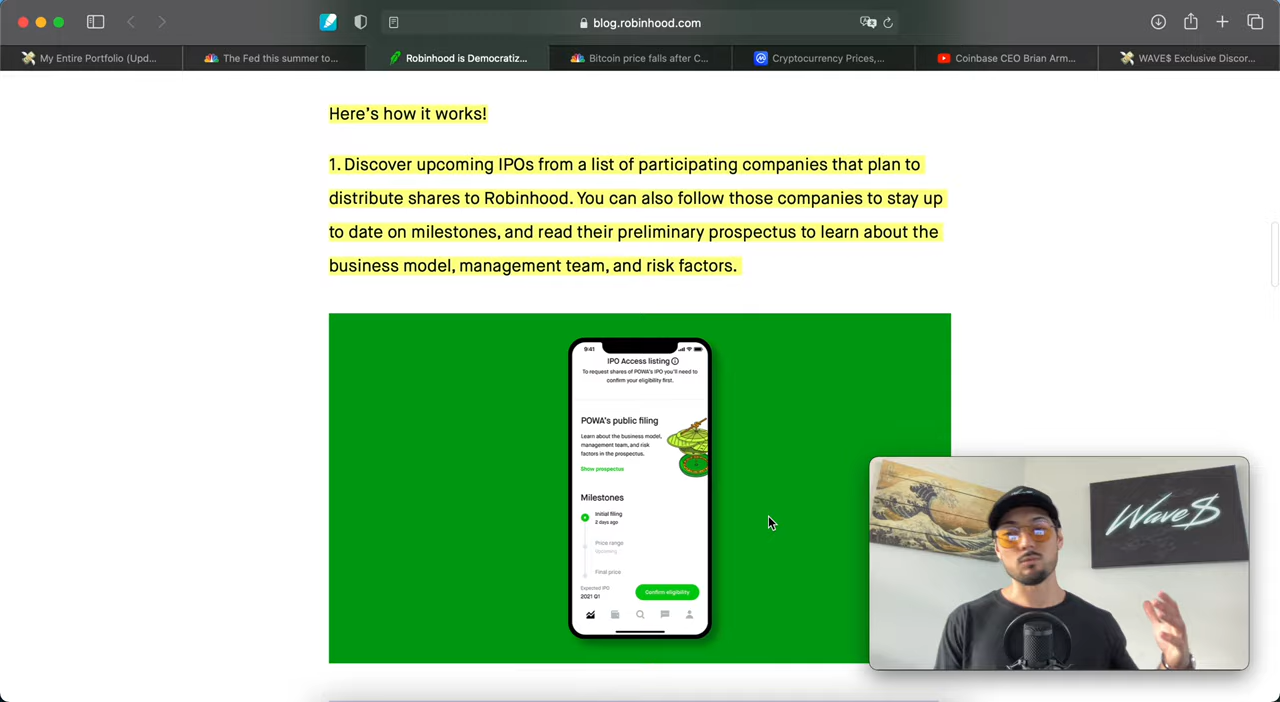 blog.robinhood.com
My Entire Portfolio (Upd...
The Fed this summer to...
Robinhood is Democratiz...
Bitcoin price falls after C...
Cryptocurrency Prices,...
Coinbase CEO Brian Arm...
WAVE$ Exclusive Discor...
Here's how it works!
1. Discover upcoming IPOs from a list of participating companies that plan to
distribute shares to Robinhood. You can also follow those companies to stay up
to date on milestones, and read their preliminary prospectus to learn about the
business model, management team, and risk factors.
9:41
IPO Access listing
To request shares of POWA's IPO you'll need to
confirm your eligibility first.
POWA's public filing
Learn about the business model,
management team, and risk
factors in the prospectus.
Show prospectus
Milestones
Initial filing
2 days ago
Price range
Upcoming
Final price
Expected IPO
2021 Q1
Confirm eligibility
Wave$